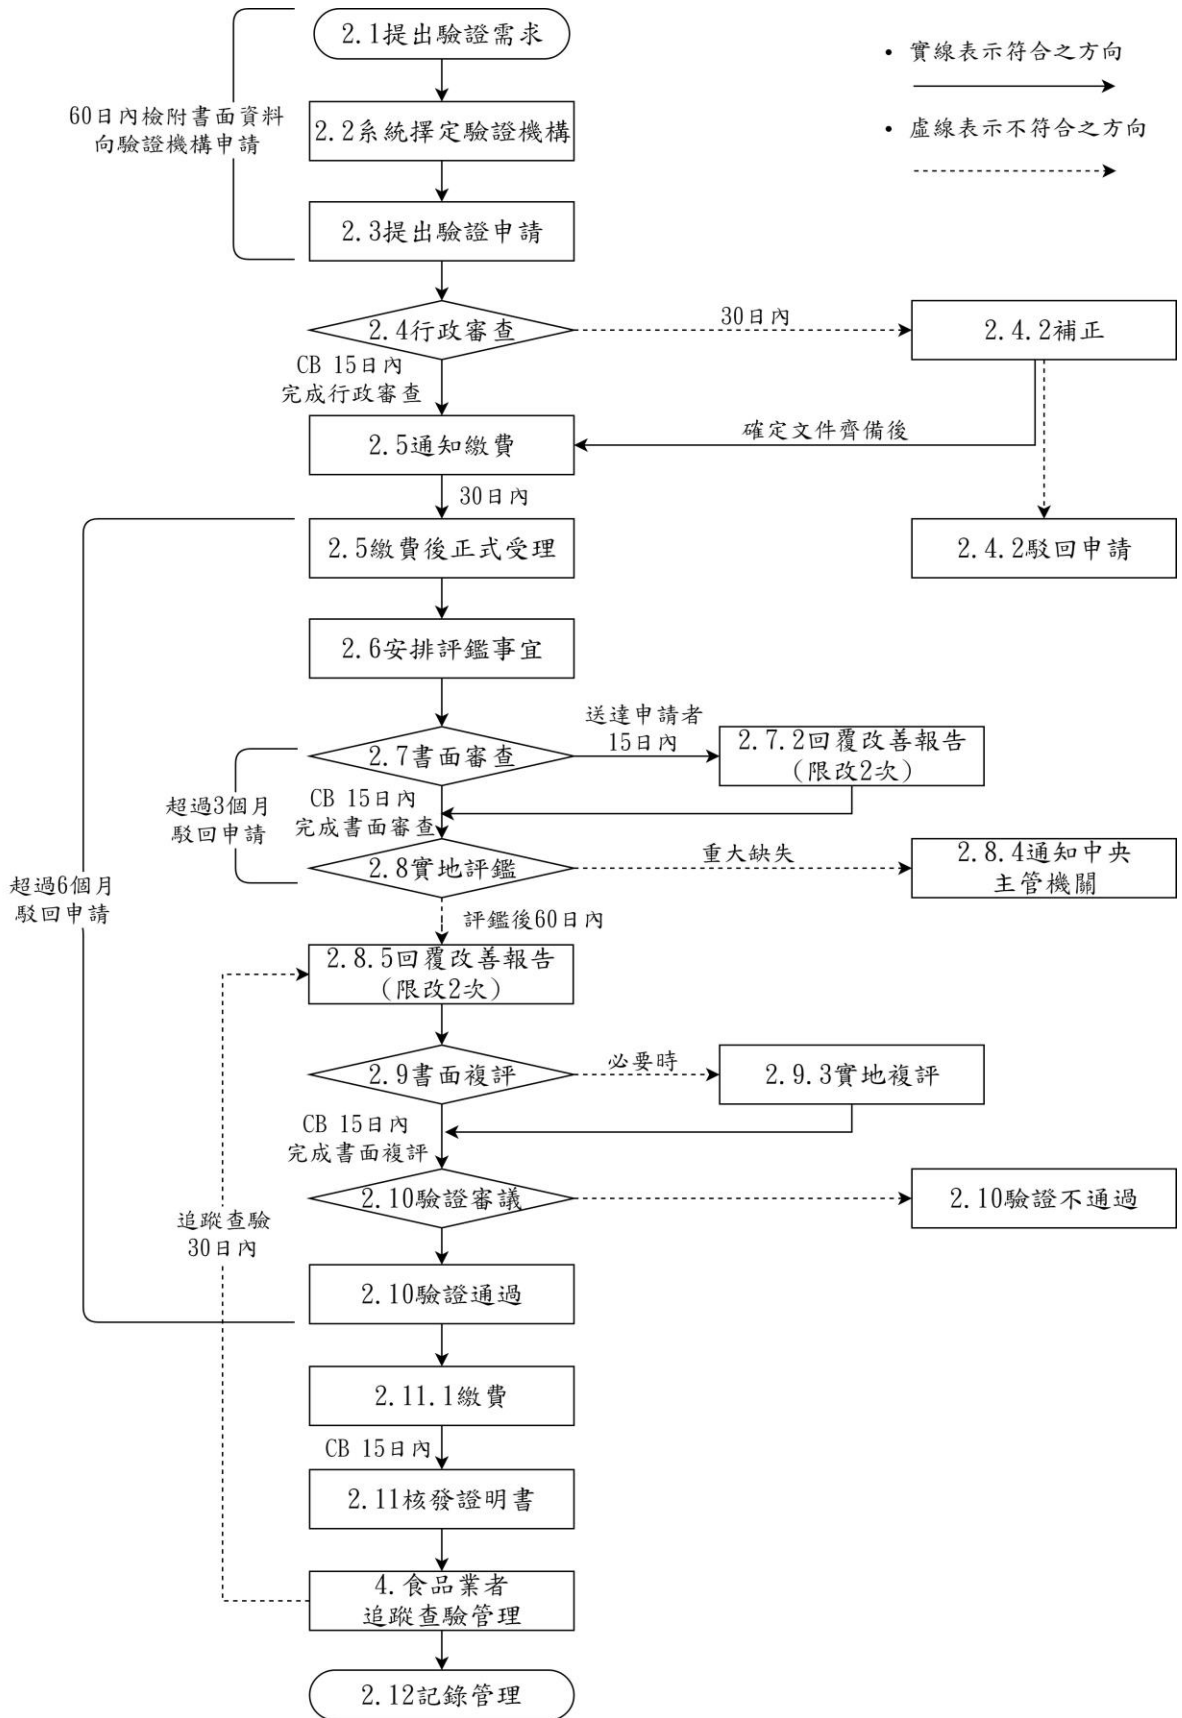 2.1提出驗證需求
• 實線表示符合之方向
60日內檢附書面資料
向驗證機構申請
2.2系統擇定驗證機構
• 虛線表示不符合之方向
2.3提出驗證申請
2.4行政審查
30日內
2.4.2補正
CB 15日內
完成行政審查
2.5通知繳費
確定文件齊備後
30日內
2.5繳費後正式受理
2.4.2駁回申請
2.6安排評鑑事宜
2.7書面審查
送達申請者
15日內
2.7.2回覆改善報告
(限改2次)
超過3個月
駁回申請
CB 15日內
完成書面審查
2.8實地評鑑
重大缺失
2.8.4通知中央
主管機關
超過6個月
駁回申請
評鑑後60日內
2.8.5回覆改善報告
(限改2次)
2.9書面複評
必要時
2.9.3實地複評
CB 15日內
完成書面複評
2.10驗證審議
2.10驗證不通過
追蹤查驗
30日內
2.10驗證通過
2.11.1繳費
CB 15日內
2.11核發證明書
4.食品業者
追蹤查驗管理
2.12記錄管理